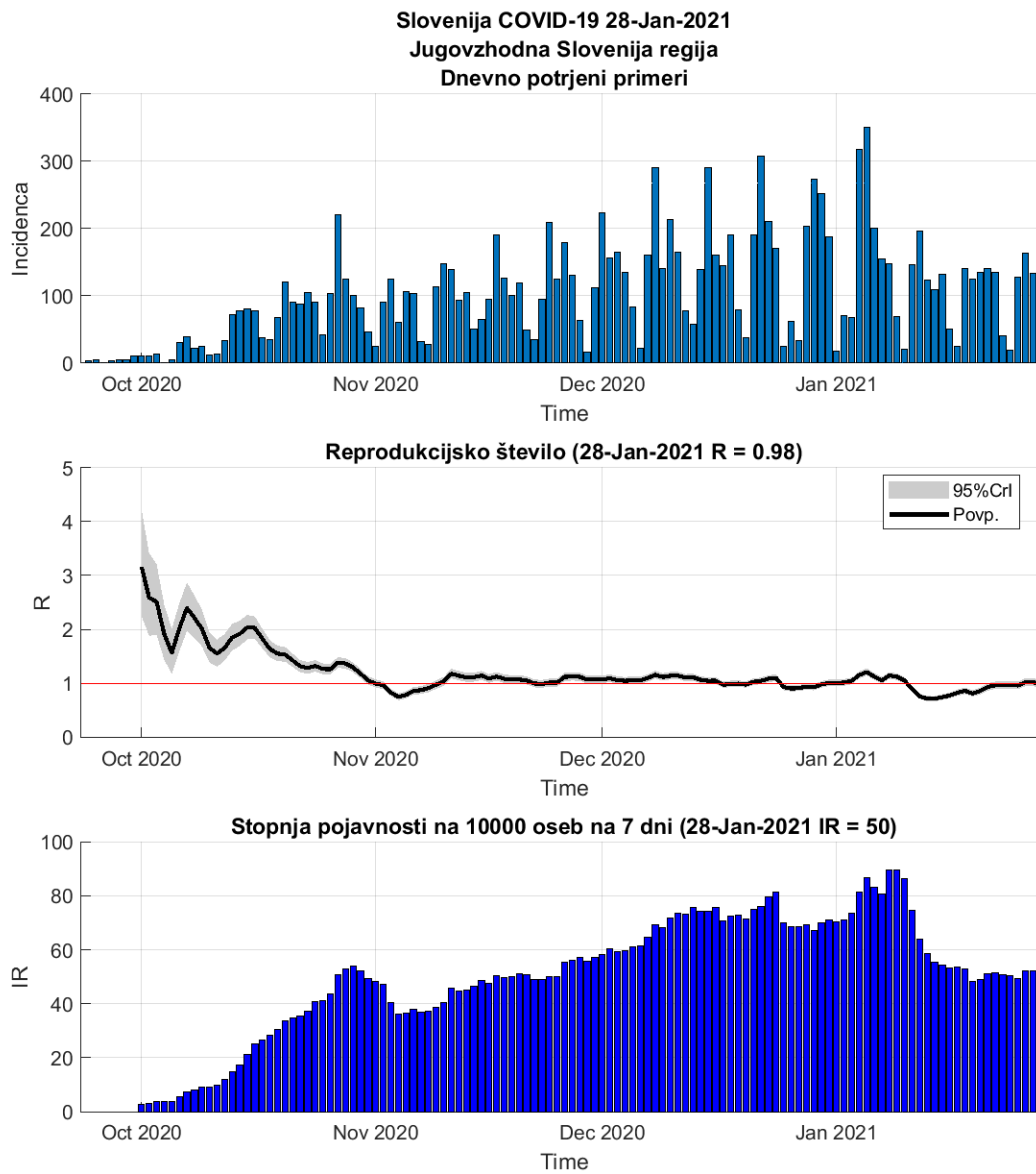 Slovenija COVID-19 28-Jan-2021
Jugovzhodna Slovenija regija
Dnevno potrjeni primeri
400
300
200
100
0
Incidenca
Oct 2020 Nov 2020 Dec 2020 Jan 2021
Time
Reprodukcijsko število (28-Jan-2021 R = 0.98)
5
4
3
2
1
0
R
95%CrI
Povp.
Oct 2020 Nov 2020 Dec 2020 Jan 2021
Time
Stopnja pojavnosti na 10000 oseb na 7 dni (28-Jan-2021 IR = 50)
100
80
60
40
20
0
IR
Oct 2020 Nov 2020 Dec 2020 Jan 2021
Time